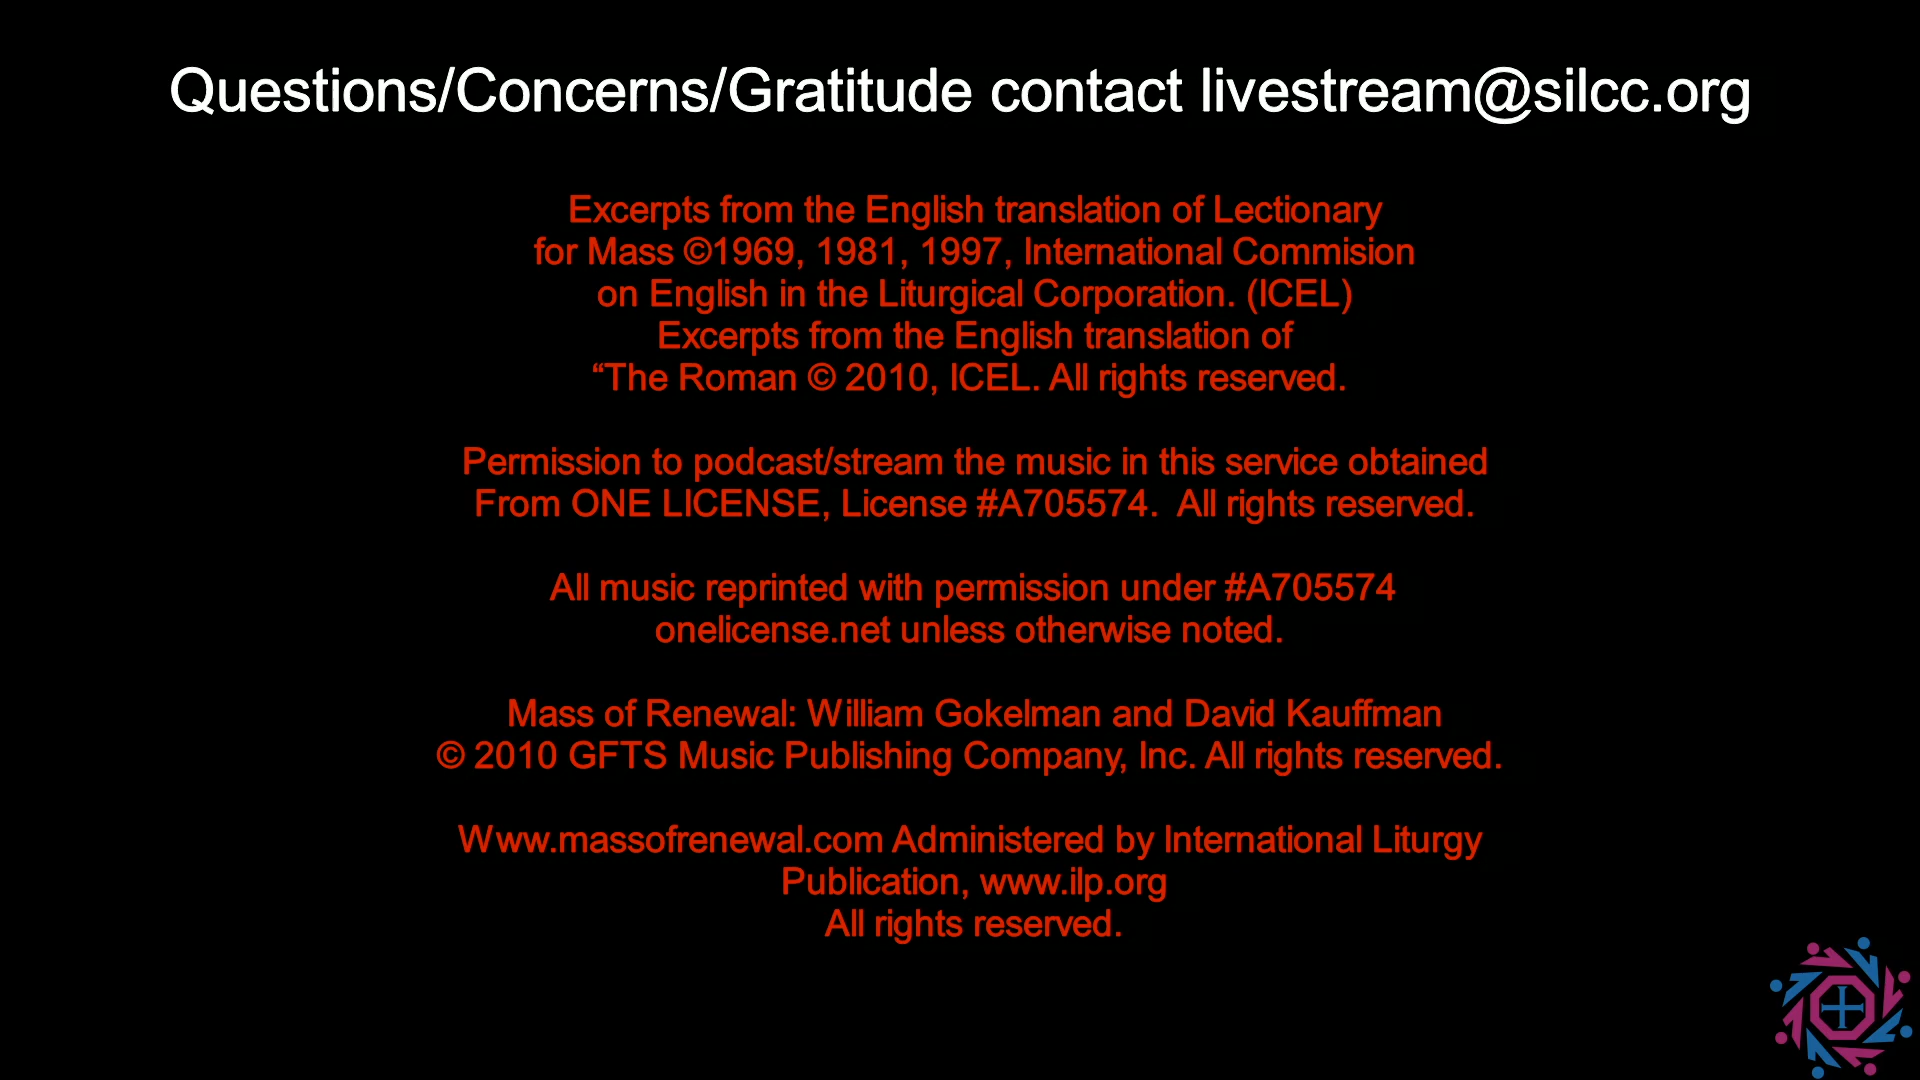 Questions/Concerns/Gratitude contact livestream@silcc.org
Excerpts from the English translation of Lectionary
for Mass ©1969, 1981, 1997, International Commision
on English in the Liturgical Corporation. (ICEL)
Excerpts from the English translation of
“The Roman © 2010, ICEL. All rights reserved.
Permission to podcast/stream the music in this service obtained
From ONE LICENSE, License #A705574.  All rights reserved.
All music reprinted with permission under #A705574
onelicense.net unless otherwise noted.
Mass of Renewal: William Gokelman and David Kauffman
© 2010 GFTS Music Publishing Company, Inc. All rights reserved.
Www.massofrenewal.com Administered by International Liturgy
Publication, www.ilp.org
All rights reserved.